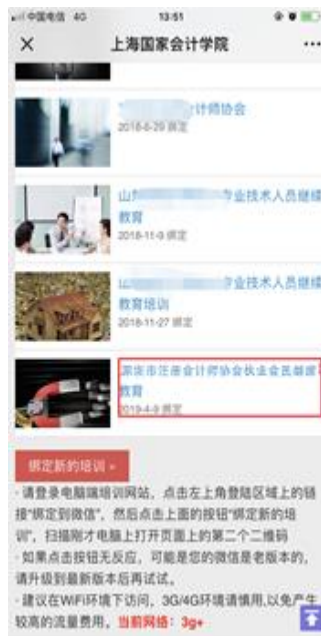 中国电信 4G 13:51
上海国家会计学院
计师协会
2018-6-29 绑定
专业技术人员继续
教育
2018-11-9 绑定
专业技术人员继续
教育培训
2018-11-27 绑定
深圳市注册会计师协会执业会员继续
教育
2019-4-9 绑定
绑定新的培训 »
·请登录电脑端培训网站，点击左上角登陆区域上的链
接"绑定到微信"，然后点击上面的按钮"绑定新的培
训"，扫描刚才电脑上打开页面上的第二个二维码
·如果点击按钮无反应，可能是您的微信是老版本的，
请升级到最新版本后再试试。
·建议在WiFi环境下访问，3G/4G环境请慎用,以免产生
较高的流量费用，当前网络：3g+